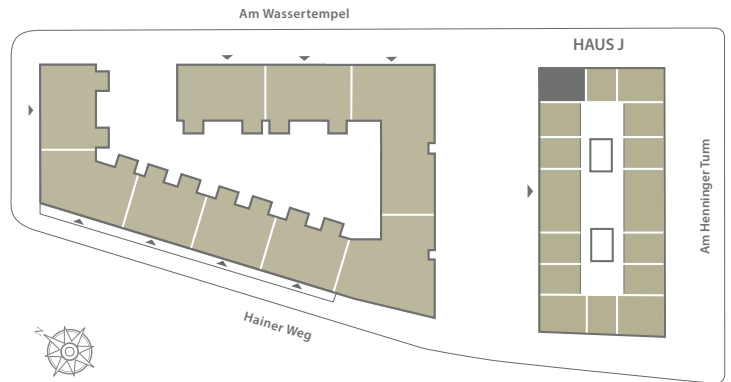 Am Wassertempel
HAUS J
Am Henninger Turm
Hainer Weg
N